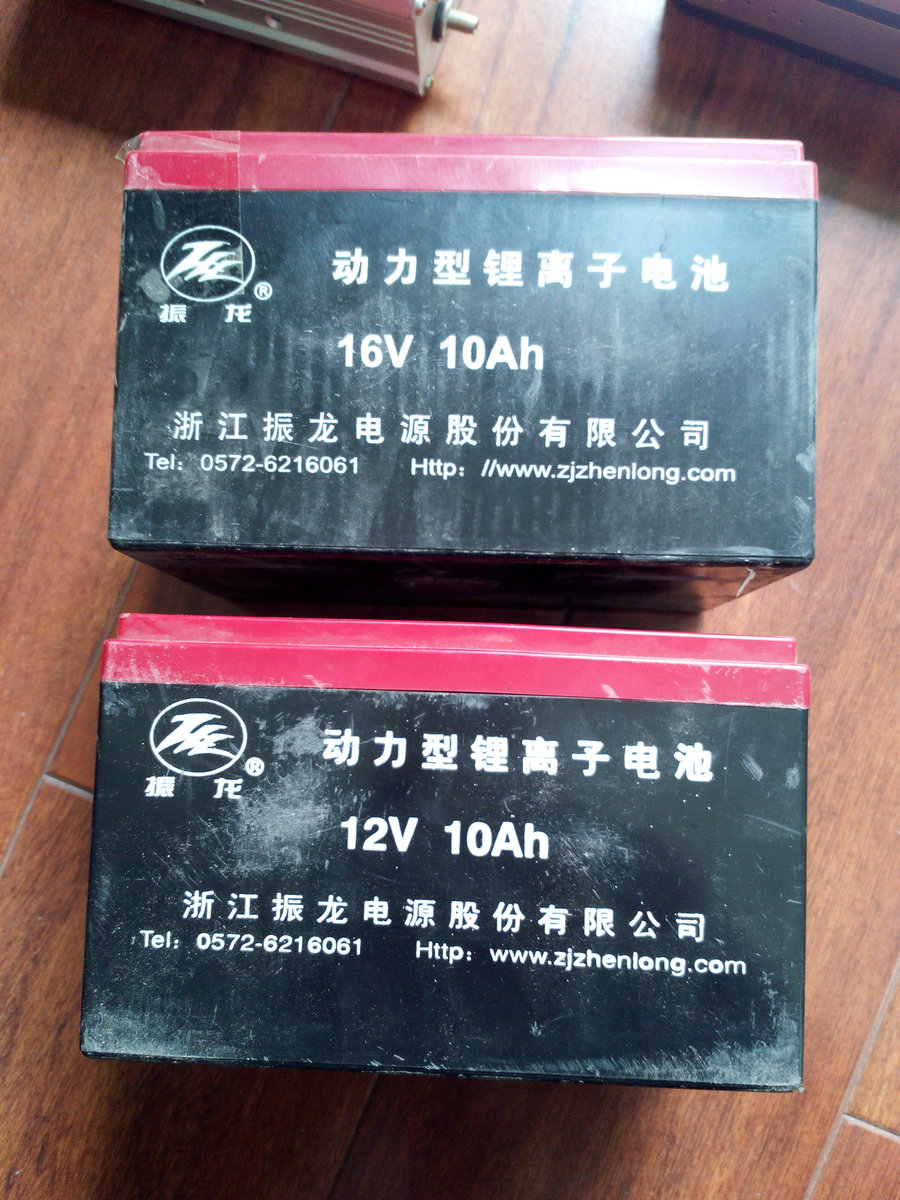 动力型锂离子电池
®
振龙
16V 10Ah
浙江振龙电源股份有限公司
Tel：0572-6216061 Http：//www.zjzhenlong.com
动力型锂离子电池
®
振龙
12V 10Ah
浙江振龙电源股份有限公司
Tel：0572-6216061 Http：www.zjzhenlong.com